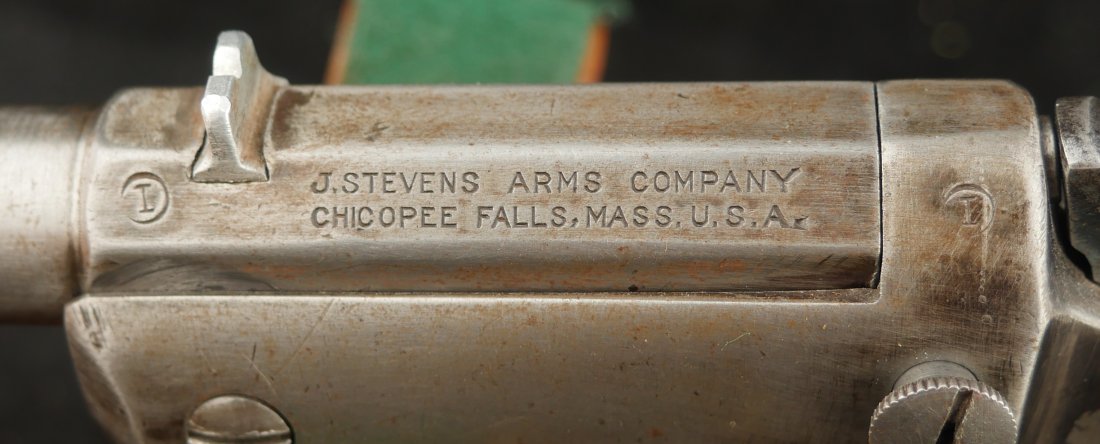 J. STEVENS ARMS COMPANY
CHICOPEE FALLS, MASS. U.S.A.